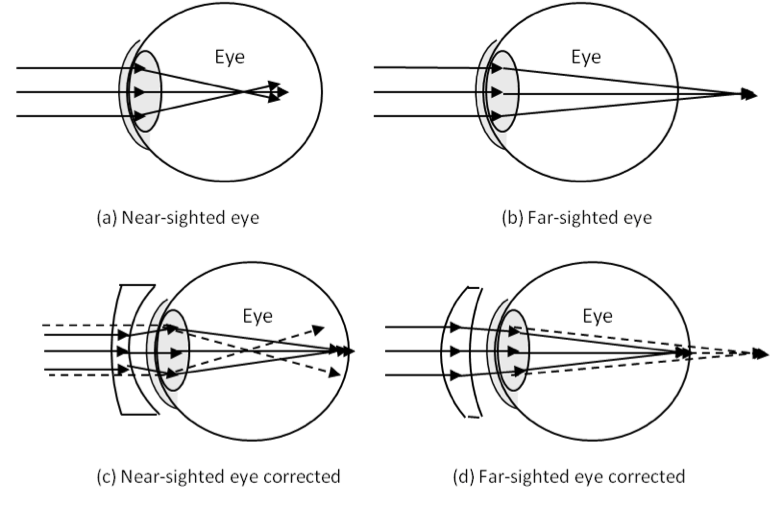 Eye
Eye
(a) Near-sighted eye
(b) Far-sighted eye
Eye
Eye
(c) Near-sighted eye corrected
(d) Far-sighted eye corrected